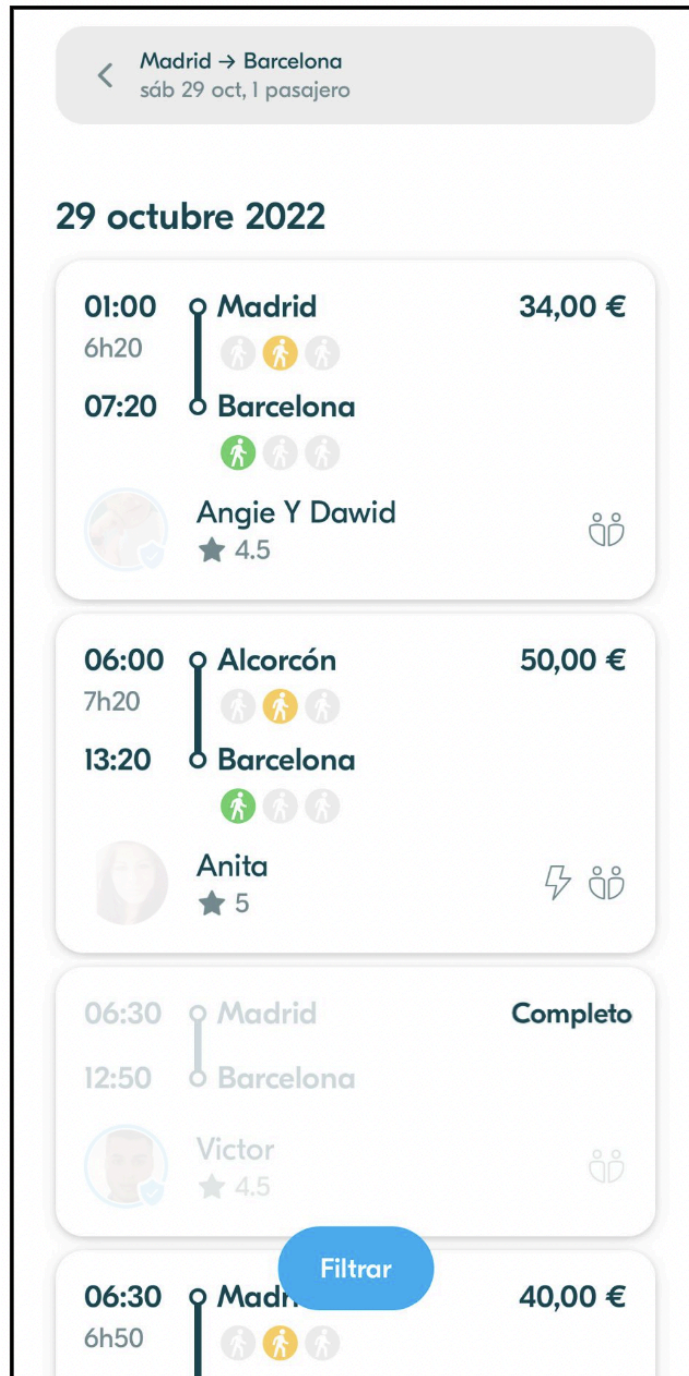 Madrid → Barcelona
sáb 29 oct, 1 pasajero
29 octubre 2022
01:00 Madrid 34,00 €
6h20
07:20 Barcelona
Angie Y Dawid
4.5
06:00 Alcorcón 50,00 €
7h20
13:20 Barcelona
Anita
5
06:30 Madrid Completo
12:50 Barcelona
Victor
4.5
Filtrar
06:30 Madr 40,00 €
6h50